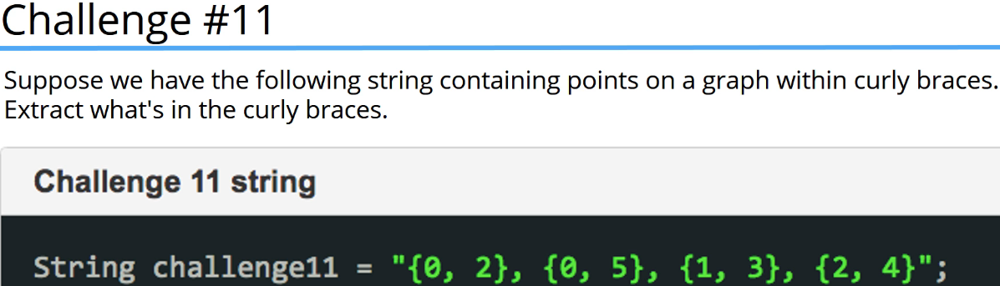 Challenge #11
Suppose we have the following string containing points on a graph within curly braces.
Extract what's in the curly braces.
Challenge 11 string
String challenge11 = "{0, 2}, {0, 5}, {1, 3}, {2, 4}";